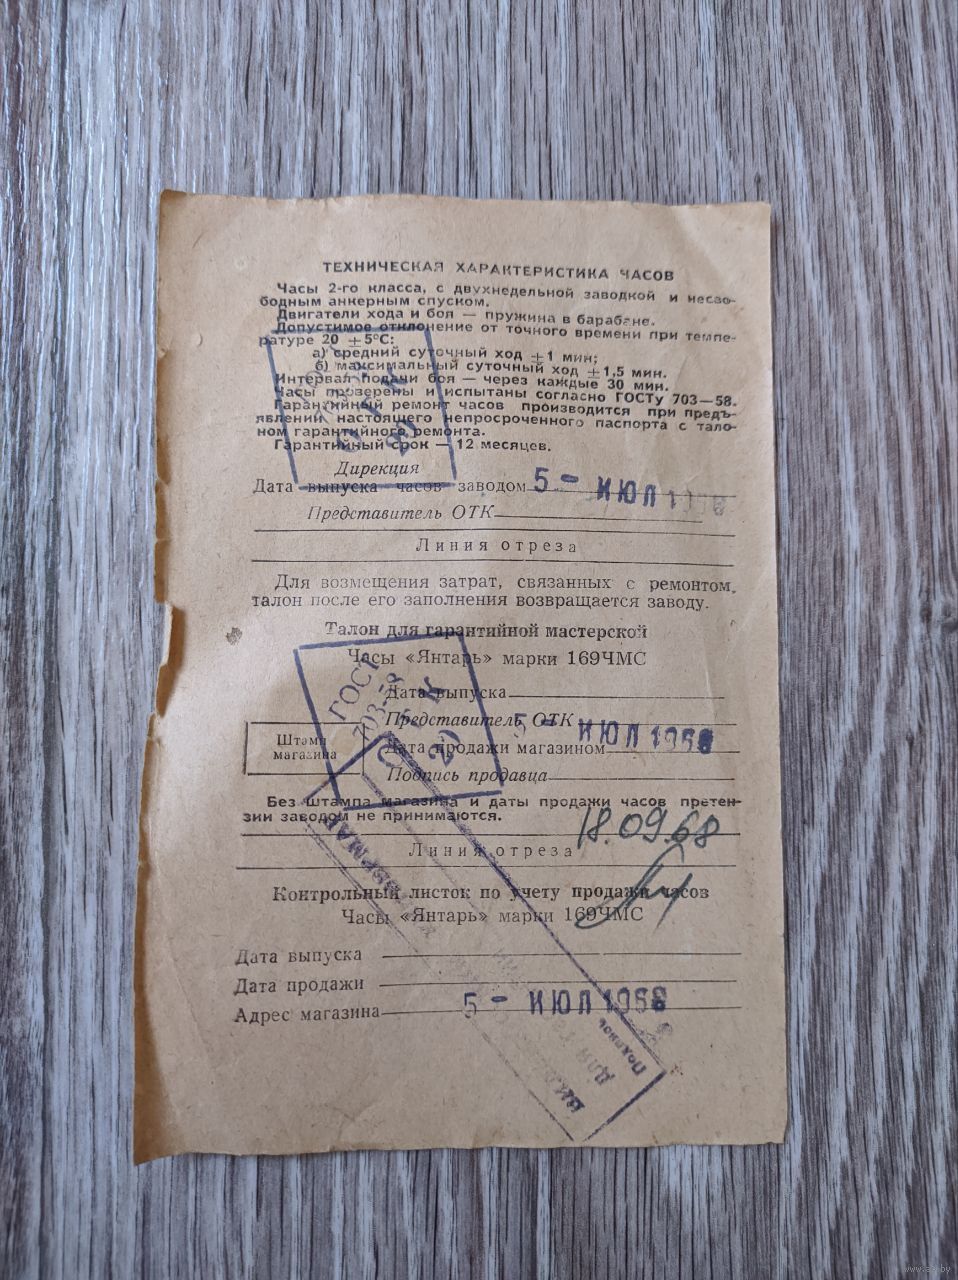 ТЕХНИЧЕСКАЯ ХАРАКТЕРИСТИКА ЧАСОВ
Часы 2-го класса, с двухнедельной заводкой и несво-
бодным анкерным спуском.
Двигатели хода и боя — пружина в барабане.
Допустимое отклонение от точного времени при темпе-
ратуре 20 ±5°С:
а) средний суточный ход ±1 мин;
б) максимальный суточный ход ±1,5 мин.
Интервал подачи боя — через каждые 30 мин.
Часы проверены и испытаны согласно ГОСТу 703—58.
Гарантийный ремонт часов производится при предъ-
явлении настоящего непросроченного паспорта с тало-
ном гарантийного ремонта.
Гарантийный срок — 12 месяцев.
Дирекция
Дата выпуска часов заводом 5 - ИЮЛ 1968
Представитель ОТК
Линия отреза
Для возмещения затрат, связанных с ремонтом,
талон после его заполнения возвращается заводу.
Талон для гарантийной мастерской
Часы «Янтарь» марки 169ЧМС
ГОСТ
703-58
О Т К
20
Дата выпуска
Представитель ОТК 5 - ИЮЛ 1968
Штамп
магазина
Дата продажи магазином
Подпись продавца
Без штампа магазина и даты продажи часов претен-
зии заводом не принимаются.
18.09.68
Линия отреза
Контрольный листок по учету продажи часов
Часы «Янтарь» марки 169ЧМС
Дата выпуска
Дата продажи
5 - ИЮЛ 1968
Адрес магазина